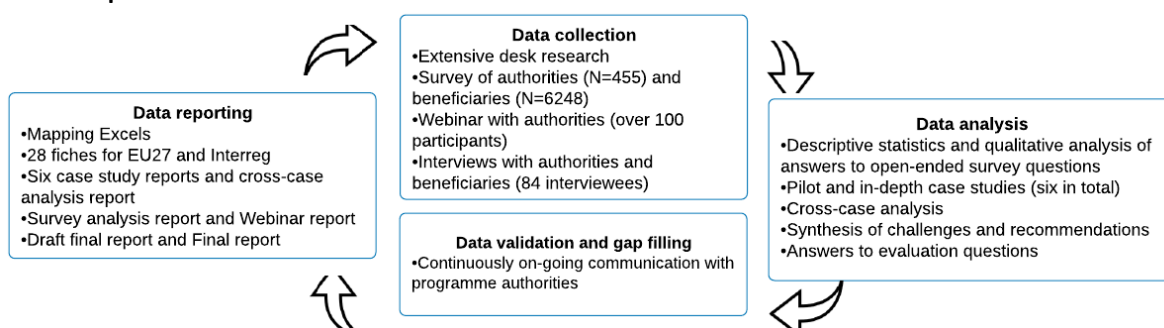 Data collection
•Extensive desk research
•Survey of authorities (N=455) and
beneficiaries (N=6248)
•Webinar with authorities (over 100
participants)
•Interviews with authorities and
beneficiaries (84 interviewees)
Data analysis
•Descriptive statistics and qualitative analysis of
answers to open-ended survey questions
•Pilot and in-depth case studies (six in total)
•Cross-case analysis
•Synthesis of challenges and recommendations
•Answers to evaluation questions
Data validation and gap filling
•Continuously on-going communication with
programme authorities
Data reporting
•Mapping Excels
•28 fiches for EU27 and Interreg
•Six case study reports and cross-case
analysis report
•Survey analysis report and Webinar report
•Draft final report and Final report